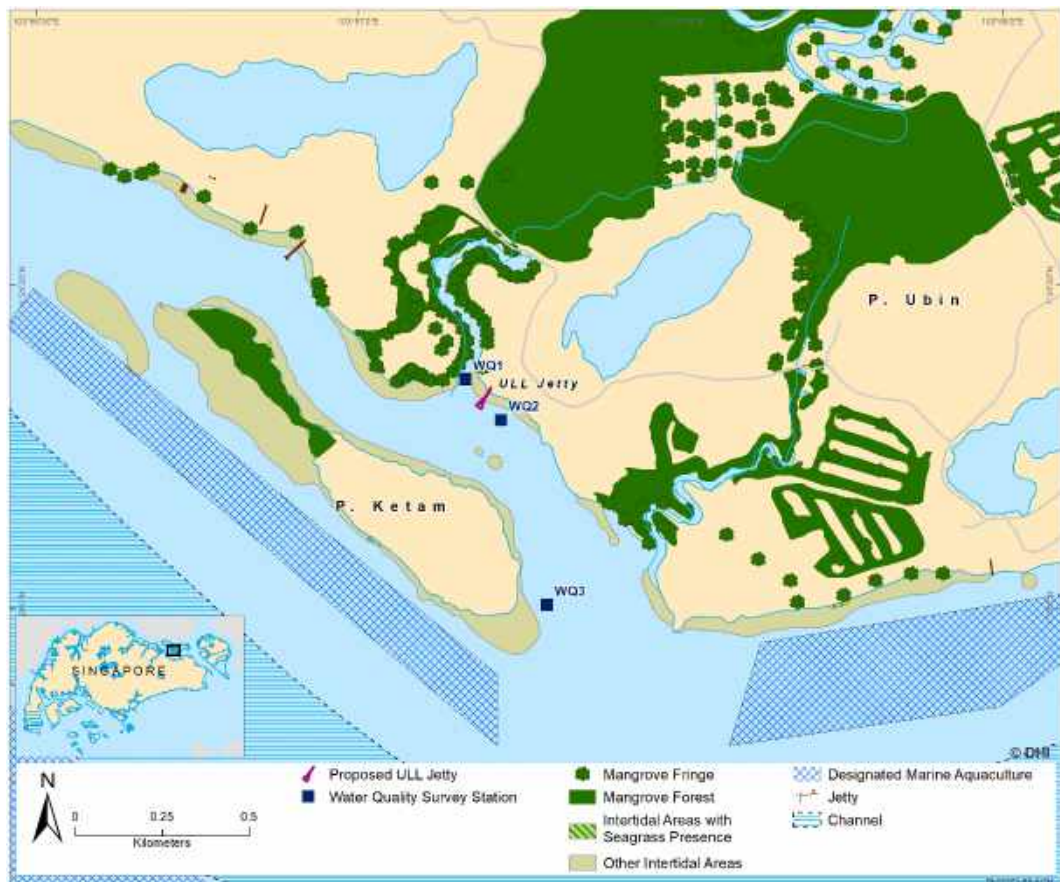 WQ1
ULL Jetty
WQ2
P. Ubin
P. Ketam
WQ3
SINGAPORE
© DHI
N
0 0.25 0.5
Kilometers
Proposed ULL Jetty
Water Quality Survey Station
Mangrove Fringe
Mangrove Forest
Intertidal Areas with
Seagrass Presence
Other Intertidal Areas
Designated Marine Aquaculture
Jetty
Channel